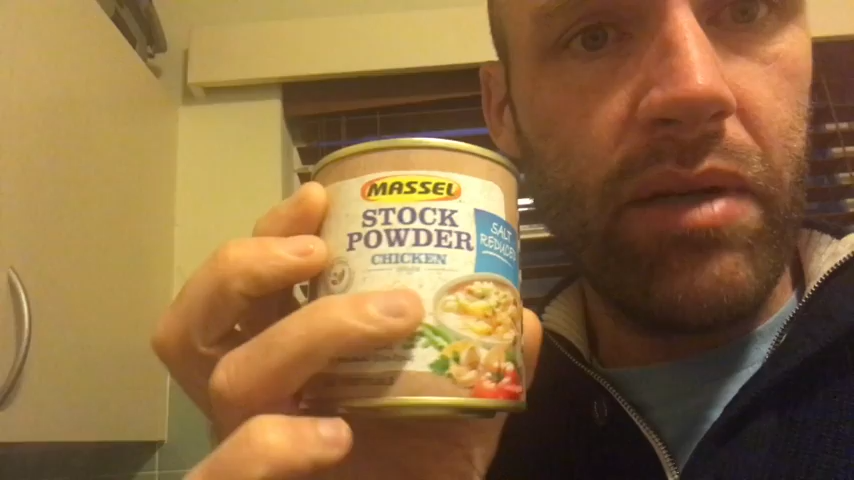 MASSEL
STOCK
POWDER
CHICKEN
SALT
REDUCED